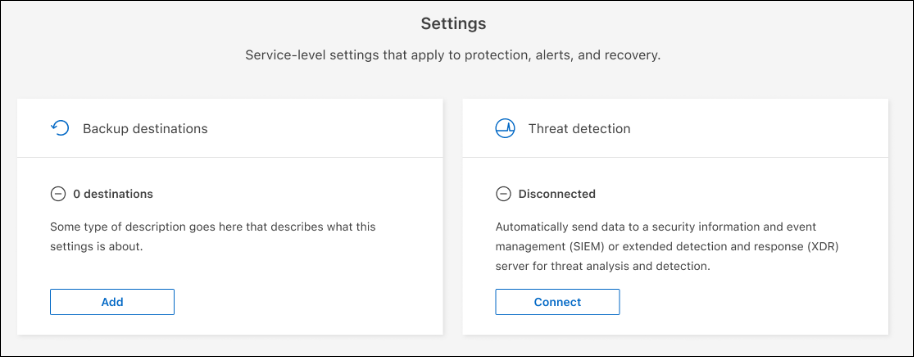 Settings
Service-level settings that apply to protection, alerts, and recovery.
Backup destinations
0 destinations
Some type of description goes here that describes what this
settings is about.
Add
Threat detection
Disconnected
Automatically send data to a security information and event
management (SIEM) or extended detection and response (XDR)
server for threat analysis and detection.
Connect